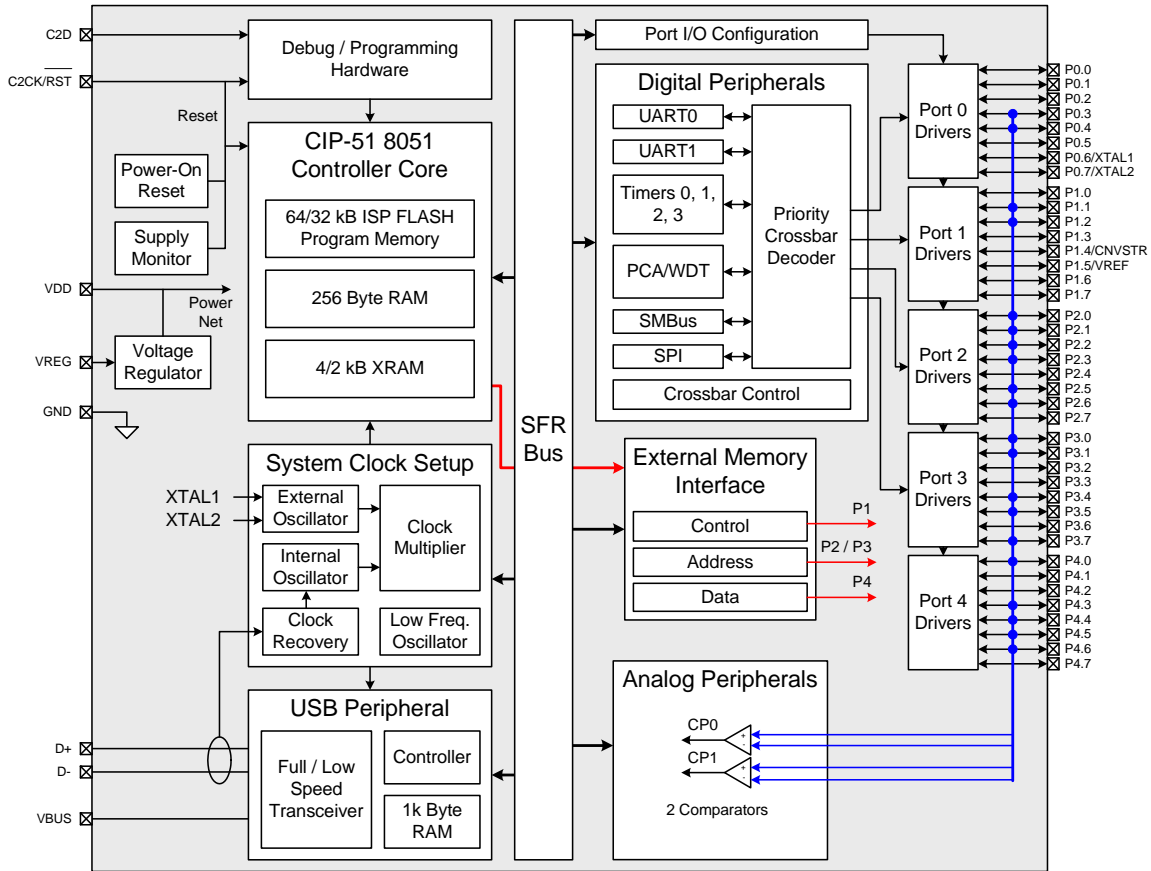 C2D
C2CK/RST
VDD
VREG
GND
D+
D-
VBUS
Debug / Programming
Hardware
Reset
Power-On
Reset
Supply
Monitor
Power
Net
Voltage
Regulator
CIP-51 8051
Controller Core
64/32 kB ISP FLASH
Program Memory
256 Byte RAM
4/2 kB XRAM
System Clock Setup
XTAL1
XTAL2
External
Oscillator
Internal
Oscillator
Clock
Recovery
Clock
Multiplier
Low Freq.
Oscillator
USB Peripheral
Full / Low
Speed
Transceiver
Controller
1k Byte
RAM
SFR
Bus
Port I/O Configuration
Digital Peripherals
UART0
UART1
Timers 0, 1,
2, 3
PCA/WDT
SMBus
SPI
Priority
Crossbar
Decoder
Crossbar Control
External Memory
Interface
Control
Address
Data
P1
P2 / P3
P4
Analog Peripherals
CP0
+
-
CP1
+
-
2 Comparators
Port 0
Drivers
Port 1
Drivers
Port 2
Drivers
Port 3
Drivers
Port 4
Drivers
P0.0
P0.1
P0.2
P0.3
P0.4
P0.5
P0.6/XTAL1
P0.7/XTAL2
P1.0
P1.1
P1.2
P1.3
P1.4/CNVSTR
P1.5/VREF
P1.6
P1.7
P2.0
P2.1
P2.2
P2.3
P2.4
P2.5
P2.6
P2.7
P3.0
P3.1
P3.2
P3.3
P3.4
P3.5
P3.6
P3.7
P4.0
P4.1
P4.2
P4.3
P4.4
P4.5
P4.6
P4.7